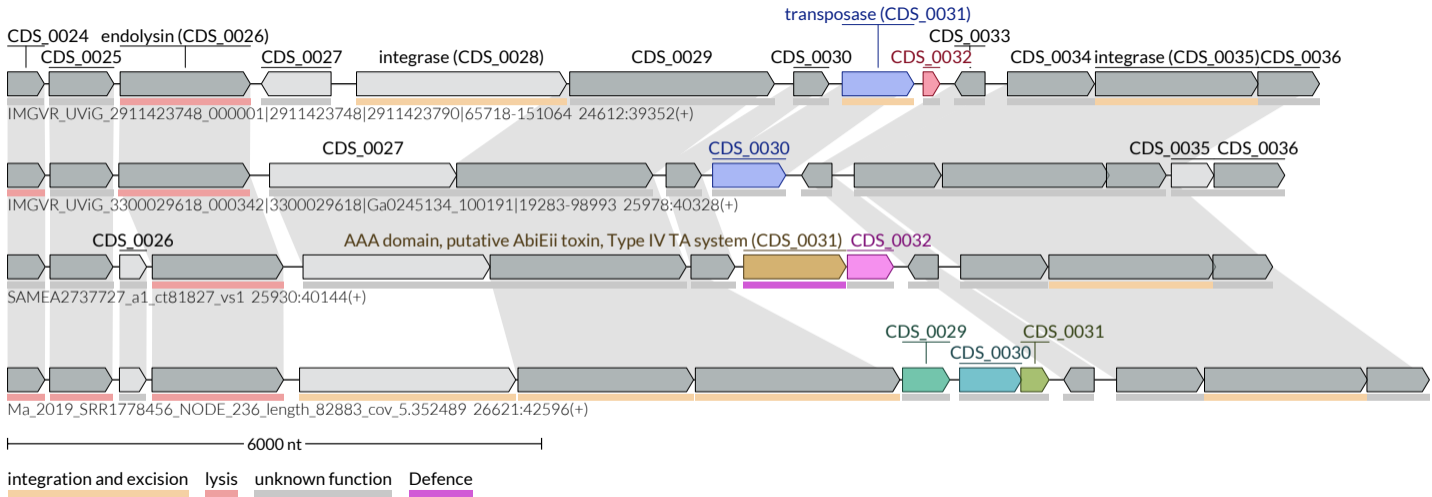 transposase (CDS_0031)
CDS_0024 endolysin (CDS_0026) CDS_0033
CDS_0025 CDS_0027 integrase (CDS_0028) CDS_0029 CDS_0030 CDS_0032 CDS_0034 integrase (CDS_0035) CDS_0036
IMGVR_UViG_2911423748_000001|2911423748|2911423790|65718-151064 24612:39352(+)
CDS_0027 CDS_0030 CDS_0035 CDS_0036
IMGVR_UViG_3300029618_000342|3300029618|Ga0245134_100191|19283-98993 25978:40328(+)
CDS_0026 AAA domain, putative AbiEii toxin, Type IV TA system (CDS_0031) CDS_0032
SAMEA2737727_a1_ct81827_vs1 25930:40144(+)
CDS_0029 CDS_0031
CDS_0030
Ma_2019_SRR1778456_NODE_236_length_82883_cov_5.352489 26621:42596(+)
6000 nt
integration and excision lysis unknown function Defence